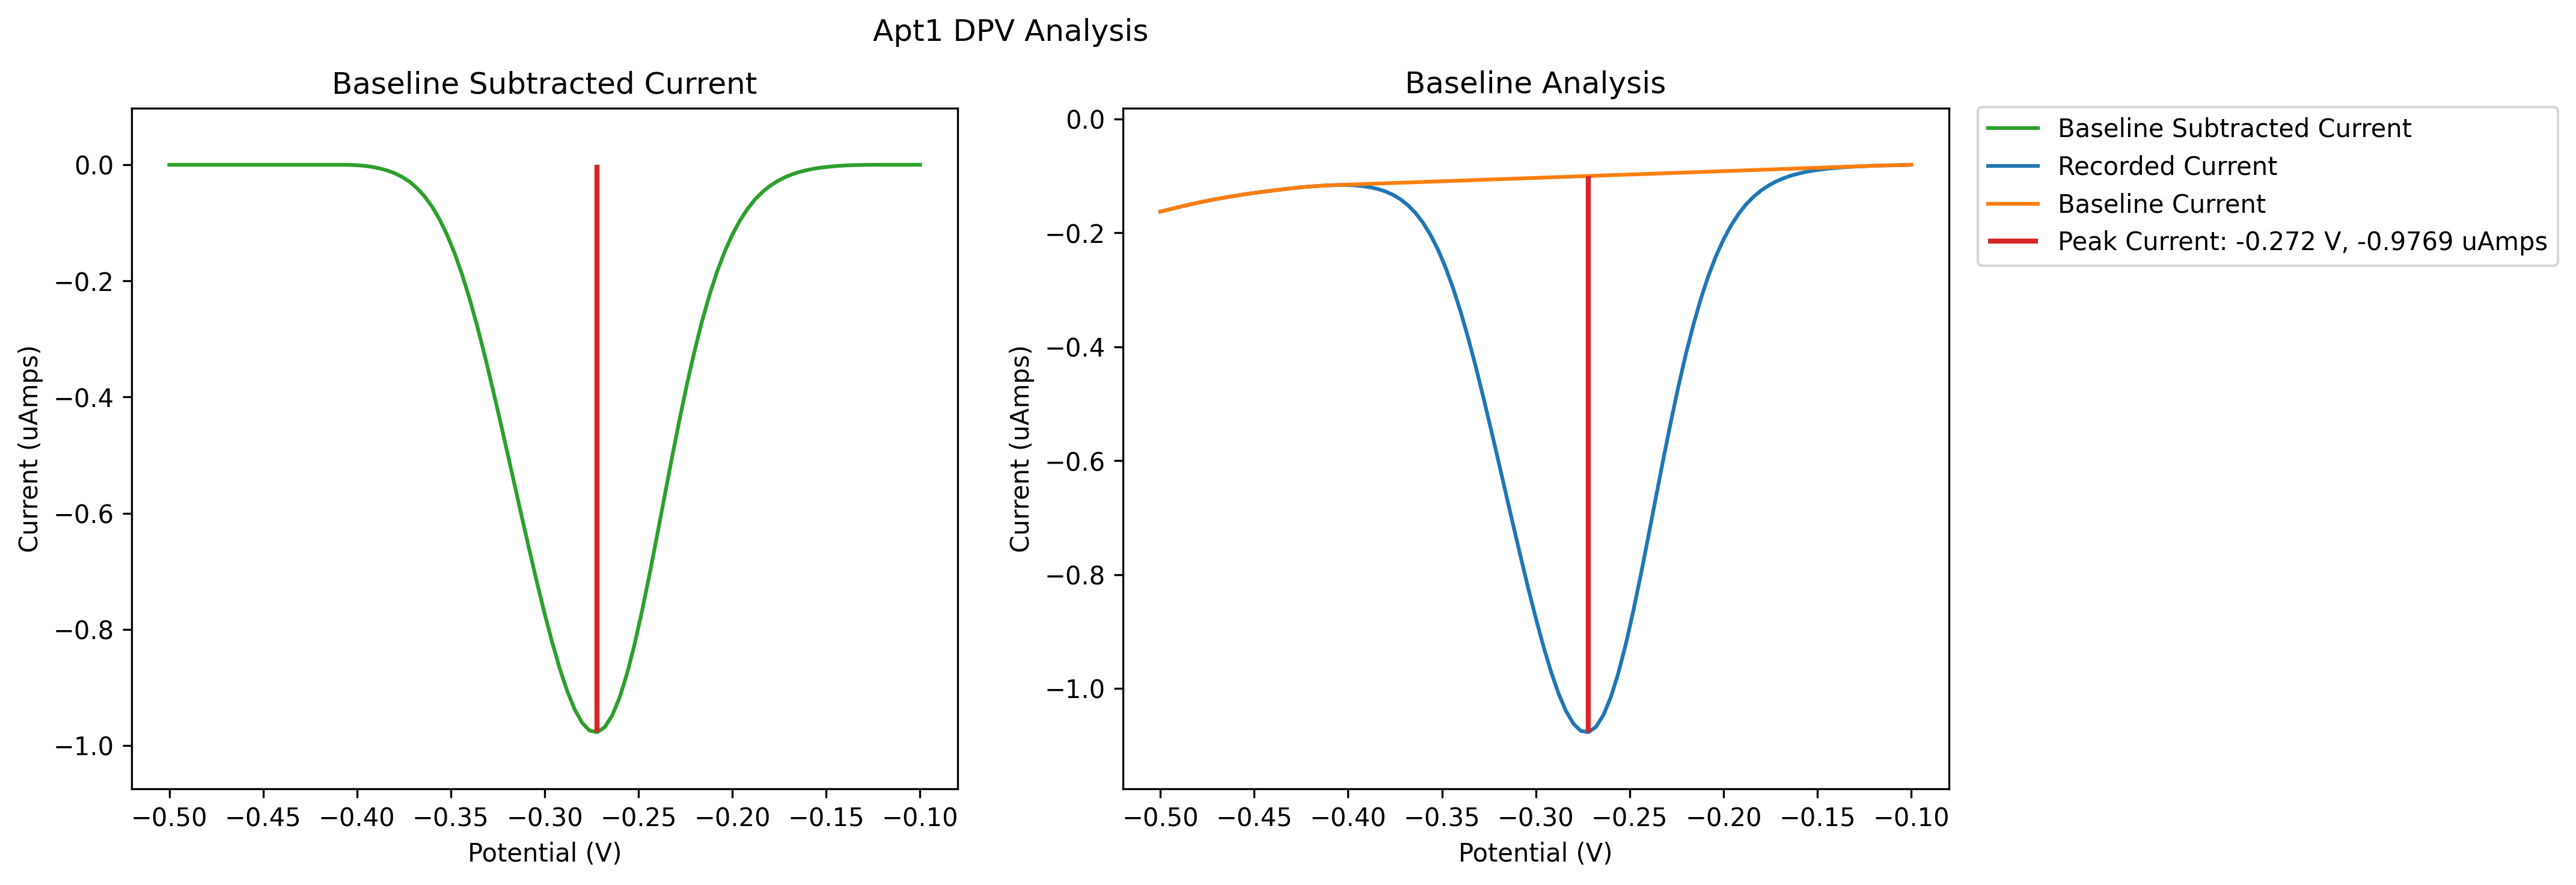 Apt1 DPV Analysis
Baseline Subtracted Current
Current (uAmps)
0.0
−0.2
−0.4
−0.6
−0.8
−1.0
−0.50 −0.45 −0.40 −0.35 −0.30 −0.25 −0.20 −0.15 −0.10
Potential (V)
Baseline Analysis
Current (uAmps)
0.0
−0.2
−0.4
−0.6
−0.8
−1.0
−0.50 −0.45 −0.40 −0.35 −0.30 −0.25 −0.20 −0.15 −0.10
Potential (V)
Baseline Subtracted Current
Recorded Current
Baseline Current
Peak Current: -0.272 V, -0.9769 uAmps